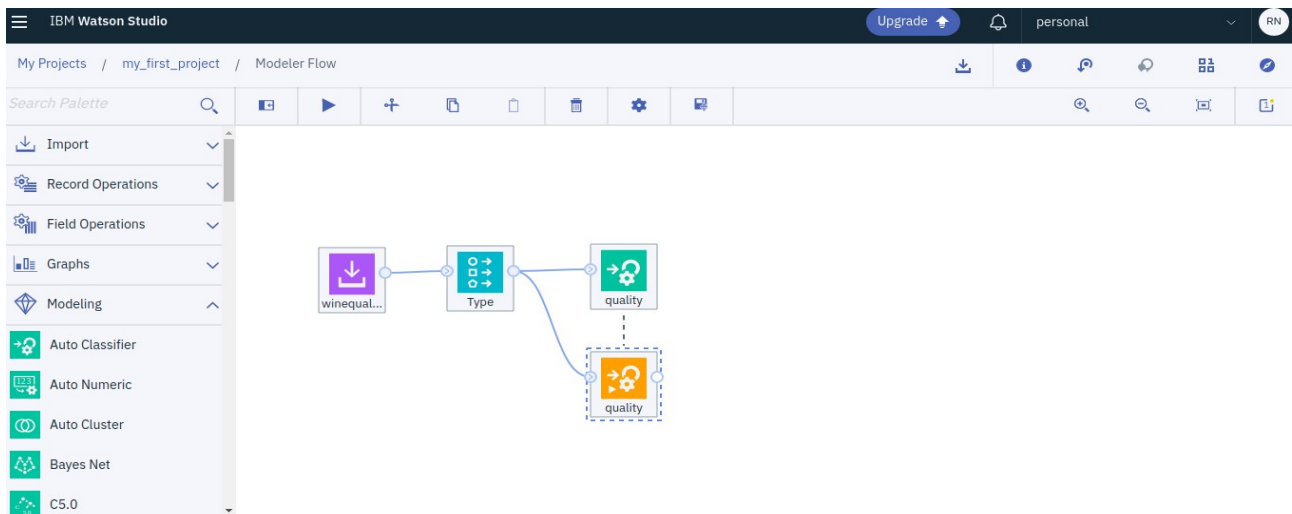 IBM Watson Studio
Upgrade
personal
RN
My Projects / my_first_project / Modeler Flow
Search Palette
Import
Record Operations
Field Operations
Graphs
Modeling
Auto Classifier
Auto Numeric
Auto Cluster
Bayes Net
C5.0
winequal...
Type
quality
quality